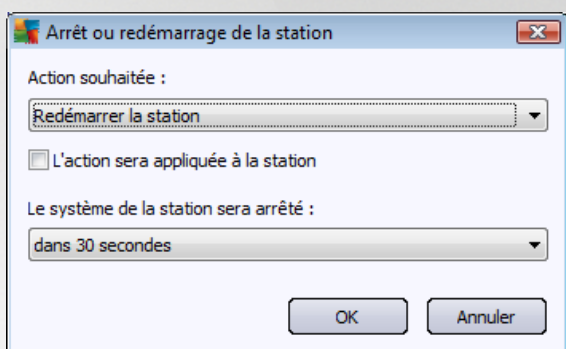 Arrêt ou redémarrage de la station
Action souhaitée :
Redémarrer la station
L'action sera appliquée à la station
Le système de la station sera arrêté :
dans 30 secondes
OK
Annuler